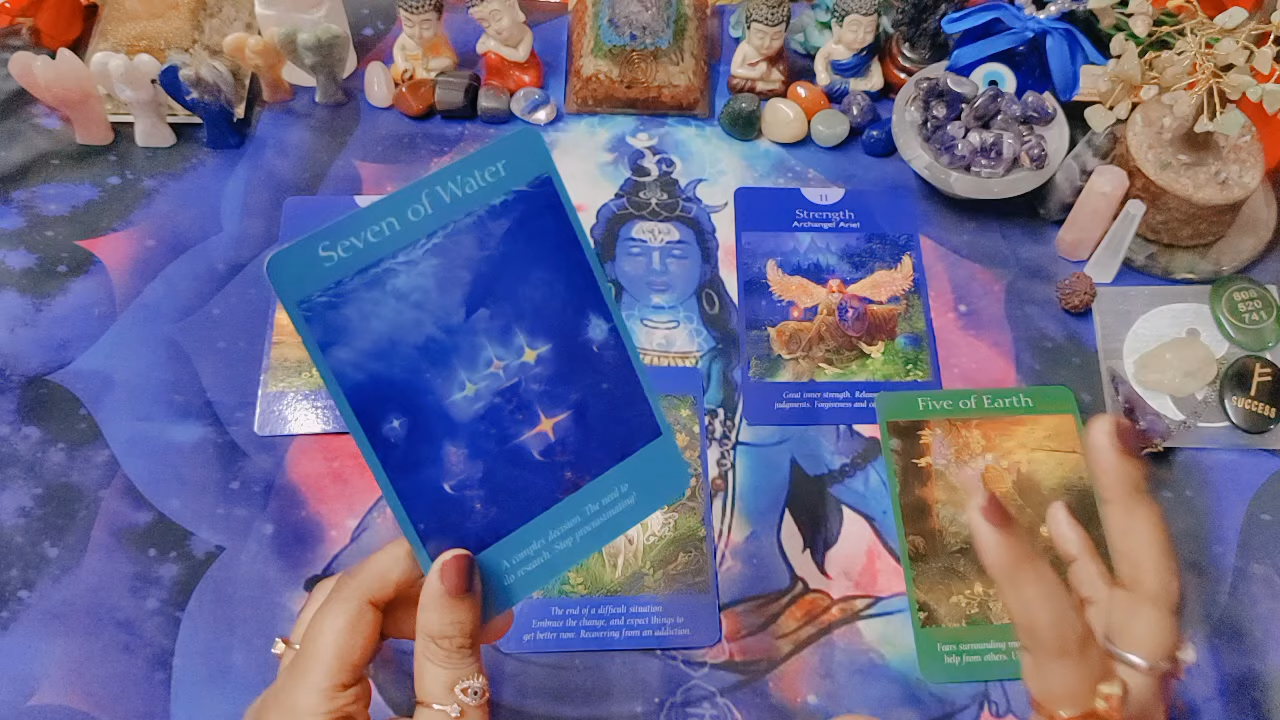 Seven of Water
A complex decision. The need to
do research. Stop procrastinating!
11
Strength
Archangel Ariel
Great inner strength.
judgments. Forgiveness and
Five of Earth
Fears surrounding
help from others.
The end of a difficult situation
Embrace the change, and expect things to
get better now. Recovering from an addiction.
808
520
741
SUCCESS